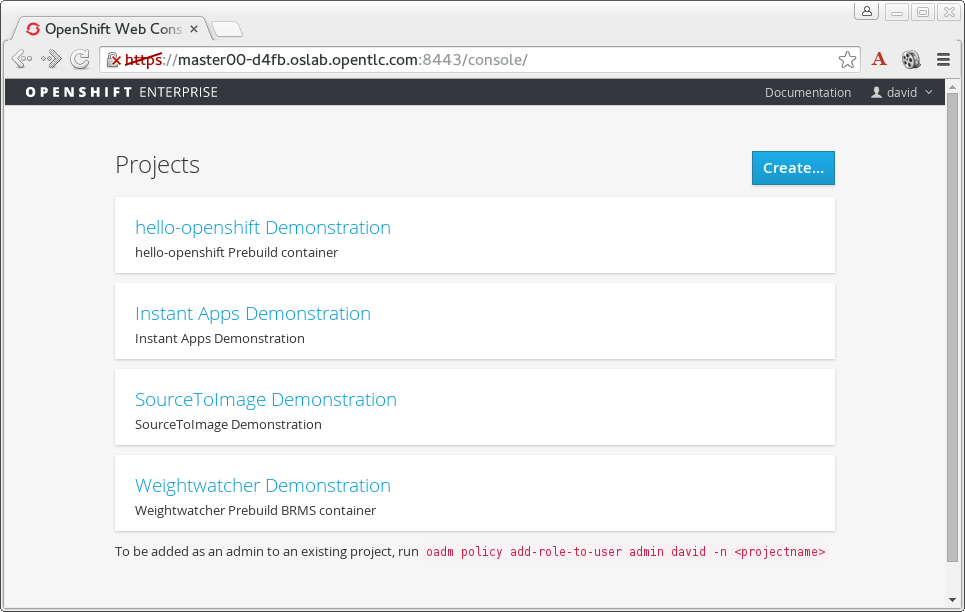 OpenShift Web Cons
https://master00-d4fb.oslab.opentlc.com:8443/console/
A
OPENSHIFT ENTERPRISE
Documentation
david
Projects
Create...
hello-openshift Demonstration
hello-openshift Prebuild container
Instant Apps Demonstration
Instant Apps Demonstration
SourceToImage Demonstration
SourceToImage Demonstration
Weightwatcher Demonstration
Weightwatcher Prebuild BRMS container
To be added as an admin to an existing project, run oadm policy add-role-to-user admin david -n <projectname>